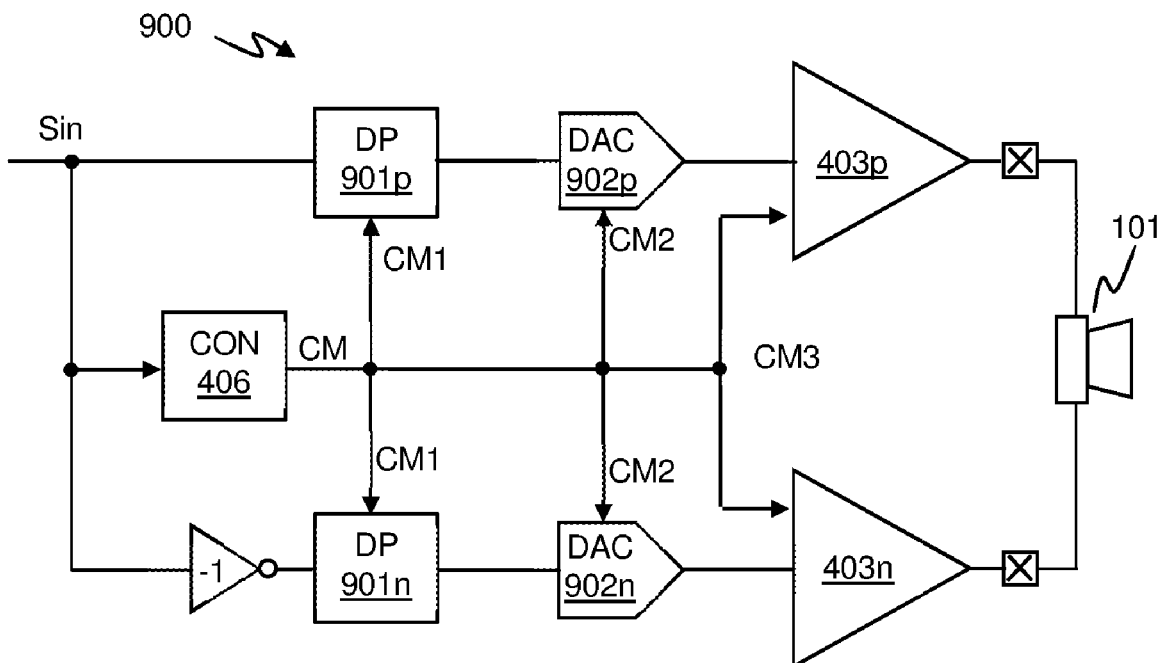 900
Sin
DP
901p
DAC
902p
403p
CM1
CM2
101
CON
406
CM
CM3
CM1
CM2
-1
DP
901n
DAC
902n
403n